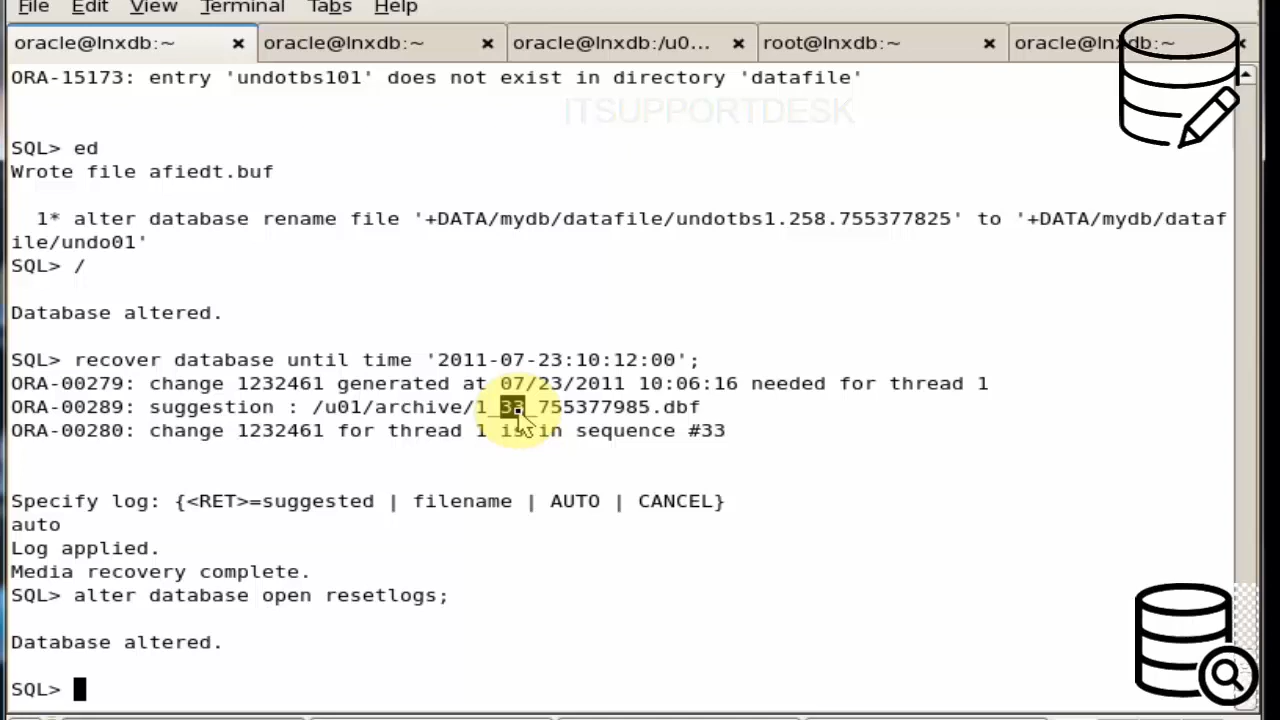 File Edit View Terminal Tabs Help
oracle@lnxdb:~ oracle@lnxdb:~ oracle@lnxdb:/u0... root@lnxdb:~ oracle@lnxdb:~
ORA-15173: entry 'undotbs101' does not exist in directory 'datafile'
ITSUPPORTDESK
SQL> ed
Wrote file afiedt.buf
1* alter database rename file '+DATA/mydb/datafile/undotbs1.258.755377825' to '+DATA/mydb/dataf
ile/undo01'
SQL> /
Database altered.
SQL> recover database until time '2011-07-23:10:12:00';
ORA-00279: change 1232461 generated at 07/23/2011 10:06:16 needed for thread 1
ORA-00289: suggestion : /u01/archive/1_33_755377985.dbf
ORA-00280: change 1232461 for thread 1 is in sequence #33
Specify log: {<RET>=suggested | filename | AUTO | CANCEL}
auto
Log applied.
Media recovery complete.
SQL> alter database open resetlogs;
Database altered.
SQL>